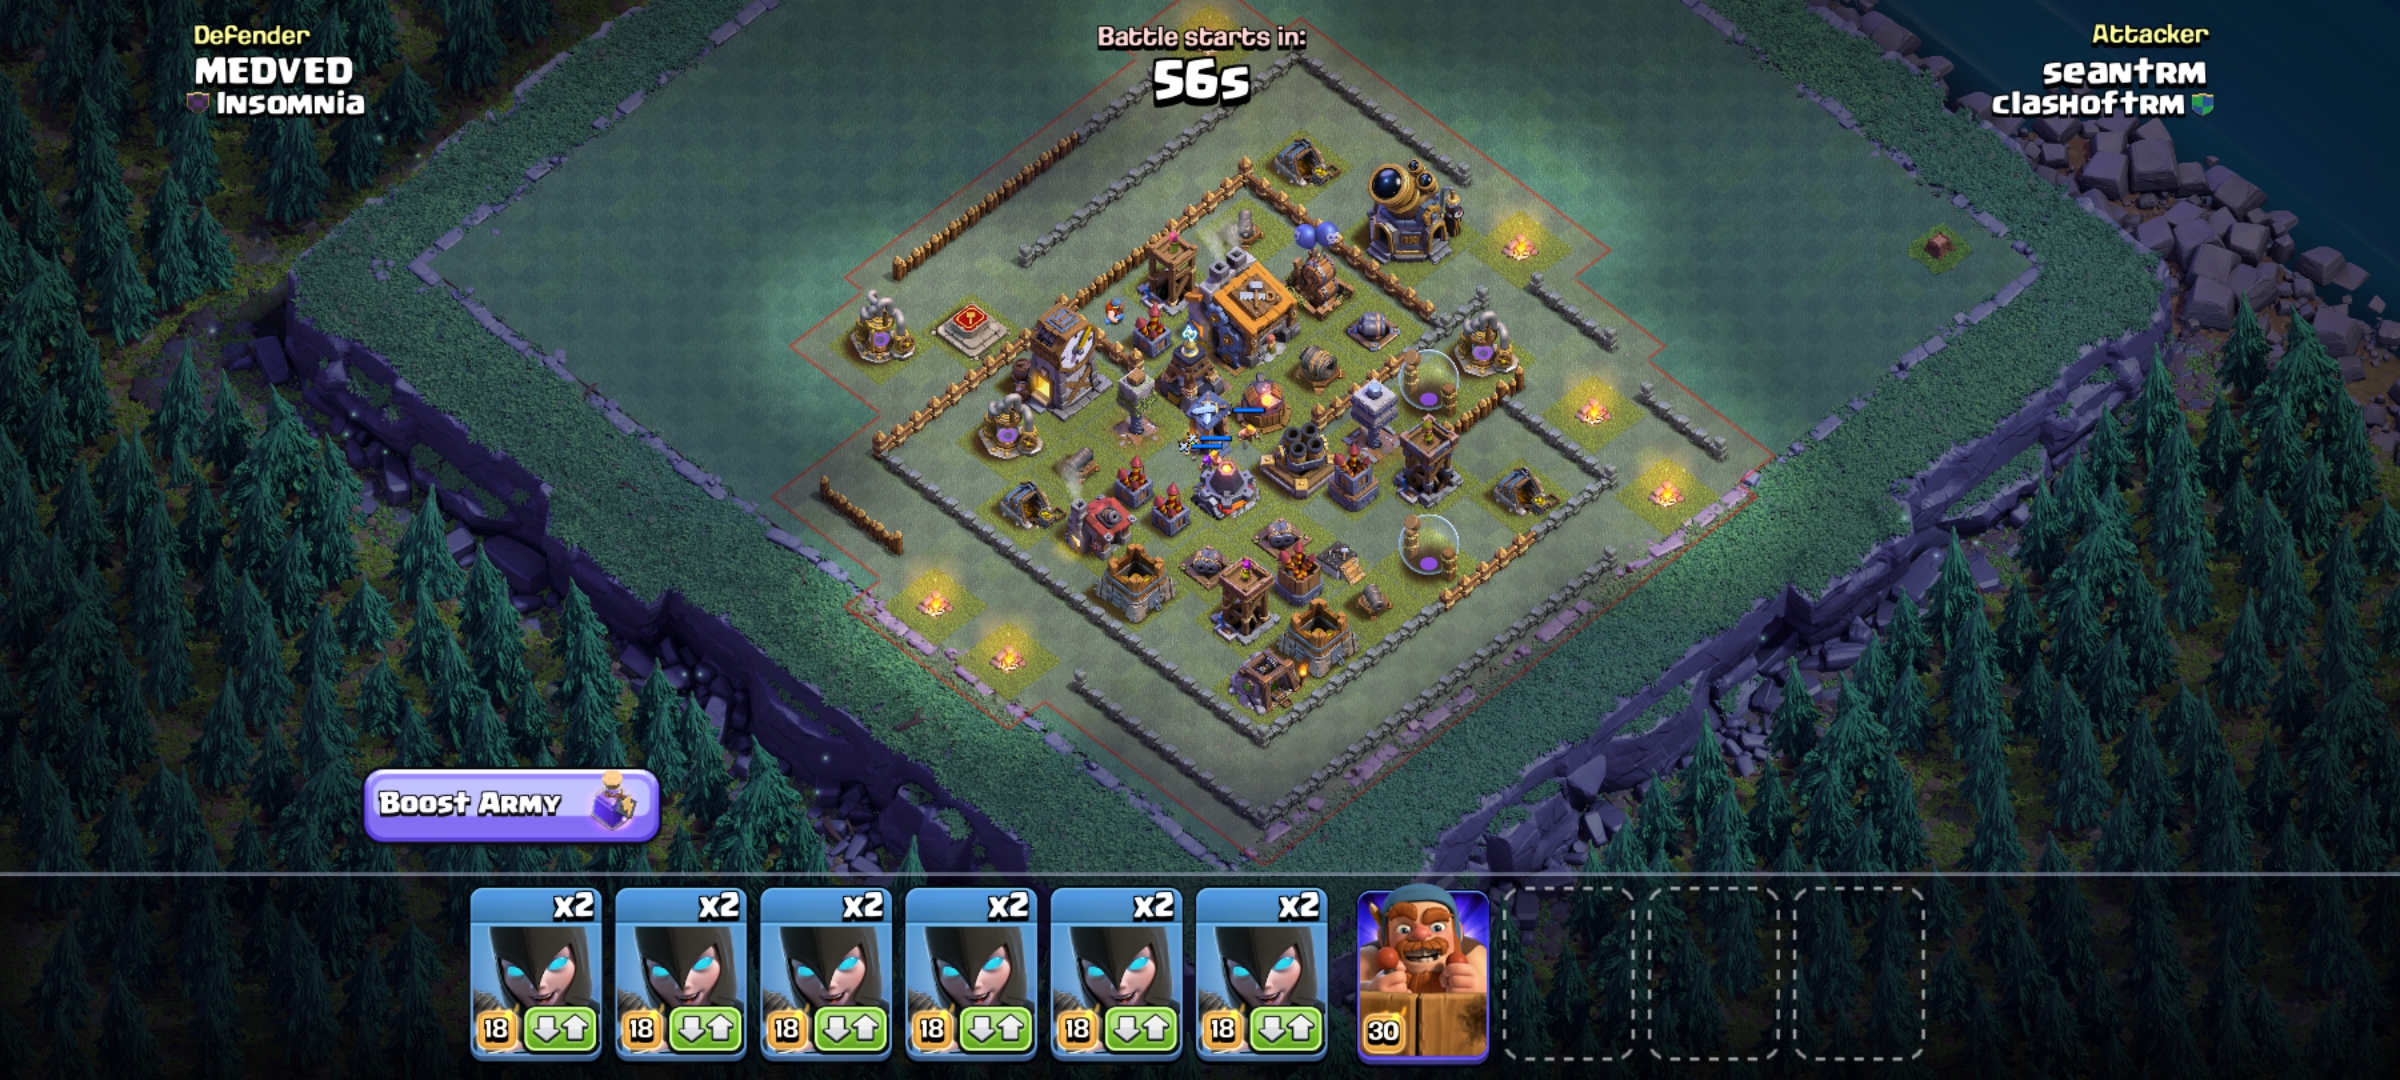 Defender
MEDVED
Insomnia
Battle starts in:
56s
Attacker
seantRM
clashoftRM
Boost Army
x2
x2
x2
x2
x2
x2
18
18
18
18
18
18
30